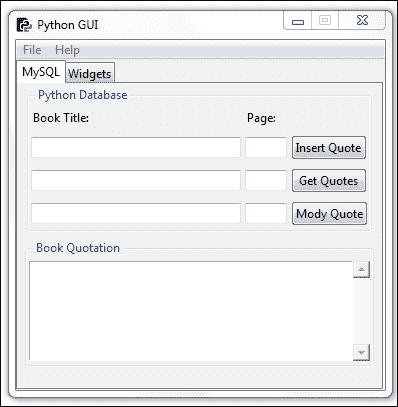 Python GUI
File Help
MySQL Widgets
Python Database
Book Title: Page:
Insert Quote
Get Quotes
Mody Quote
Book Quotation